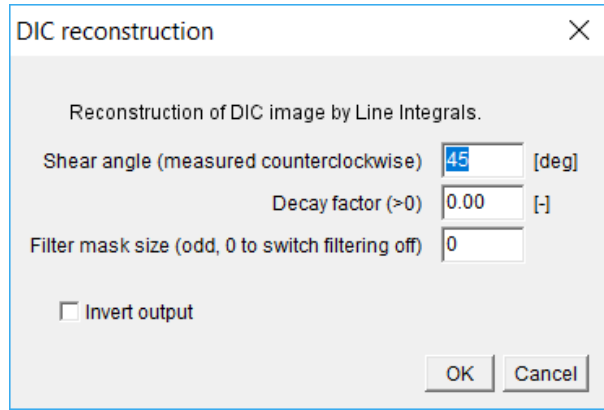 DIC reconstruction
Reconstruction of DIC image by Line Integrals.
Shear angle (measured counterclockwise) 45 [deg]
Decay factor (>0) 0.00 [-]
Filter mask size (odd, 0 to switch filtering off) 0
Invert output
OK Cancel